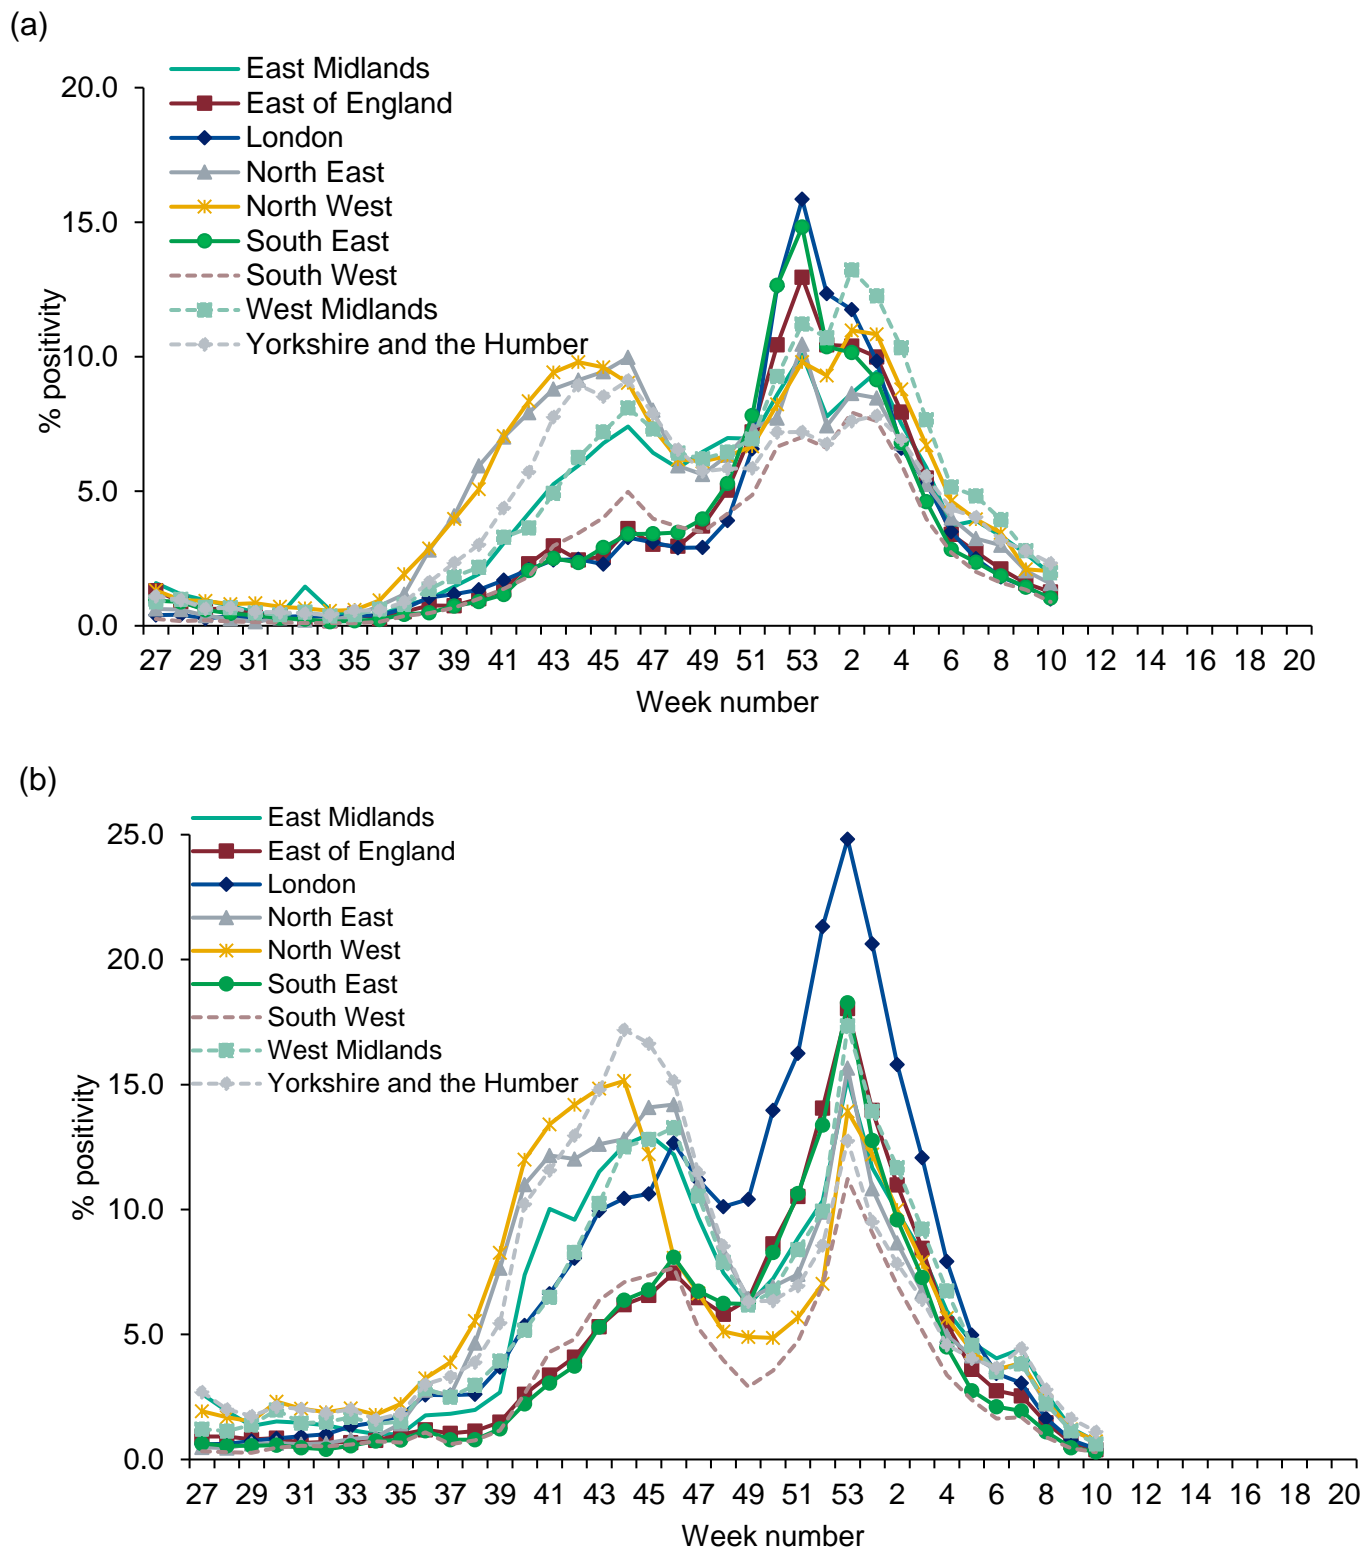 (a)
East Midlands
20.0
East of England
London
North East
North West
15.0
South East
South West
West Midlands
Yorkshire and the Humber
10.0
% positivity
5.0
0.0
27 29 31 33 35 37 39 41 43 45 47 49 51 53 2 4 6 8 10 12 14 16 18 20
Week number
(b)
East Midlands
25.0
East of England
London
North East
North West
20.0
South East
South West
West Midlands
Yorkshire and the Humber
15.0
% positivity
10.0
5.0
0.0
27 29 31 33 35 37 39 41 43 45 47 49 51 53 2 4 6 8 10 12 14 16 18 20
Week number